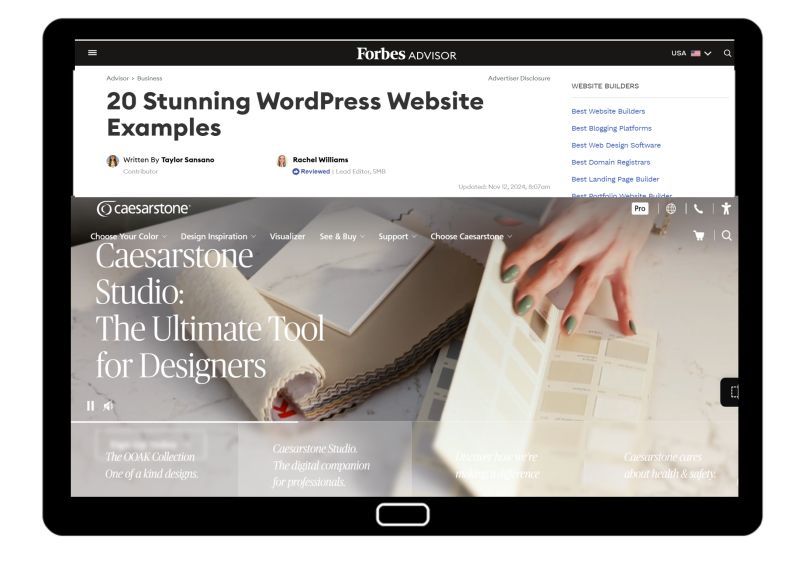 Forbes ADVISOR
USA
Advisor > Business
Advertiser Disclosure
20 Stunning WordPress Website
Examples
Written By Taylor Sansano
Contributor
Rachel Williams
Reviewed | Lead Editor, SMB
Updated: Nov 12, 2024, 8:07am
WEBSITE BUILDERS
Best Website Builders
Best Blogging Platforms
Best Web Design Software
Best Domain Registrars
Best Landing Page Builder
Best Portfolio Website Builder
caesarstone
Pro
Choose Your Color
Design Inspiration
Visualizer
See & Buy
Support
Choose Caesarstone
Caesarstone
Studio:
The Ultimate Tool
for Designers
The OOAK Collection
One of a kind designs.
Caesarstone Studio.
The digital companion
for professionals.
Discover how we're
making a difference
Caesarstone cares
about health & safety.